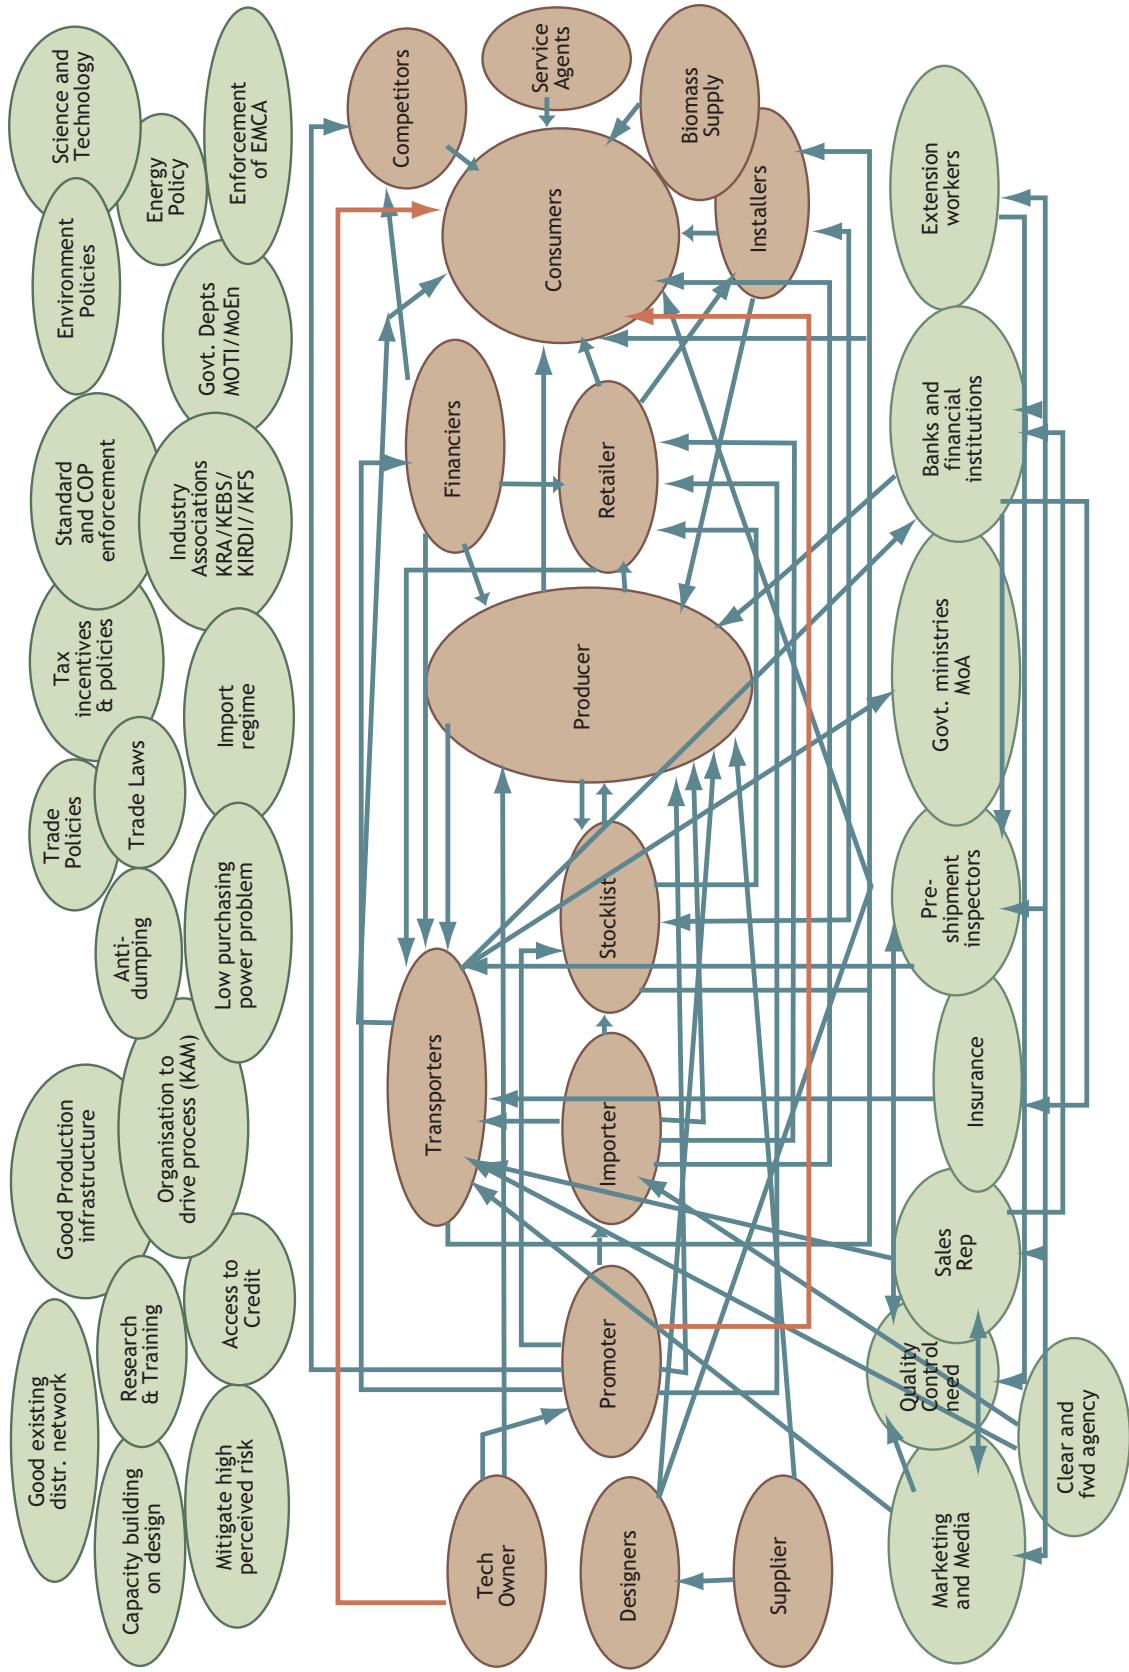 Good existing
distr. network
Good Production
infrastructure
Trade
Policies
Tax
incentives
& policies
Standard
and COP
enforcement
Environment
Policies
Science and
Technology
Capacity building
on design
Research
& Training
Organisation to
drive process (KAM)
Anti-
dumping
Trade Laws
Industry
Associations
KRA/KEBS/
KIRDI//KFS
Energy
Policy
Mitigate high
perceived risk
Access to
Credit
Low purchasing
power problem
Import
regime
Govt. Depts
MOTI/MoEn
Enforcement
of EMCA
Transporters
Financiers
Competitors
Tech
Owner
Promoter
Importer
Stocklist
Producer
Retailer
Consumers
Service
Agents
Designers
Supplier
Installers
Biomass
Supply
Marketing
and Media
Quality
Control
need
Sales
Rep
Insurance
Pre-
shipment
inspectors
Govt. ministries
MoA
Banks and
financial
institutions
Extension
workers
Clear and
fwd agency